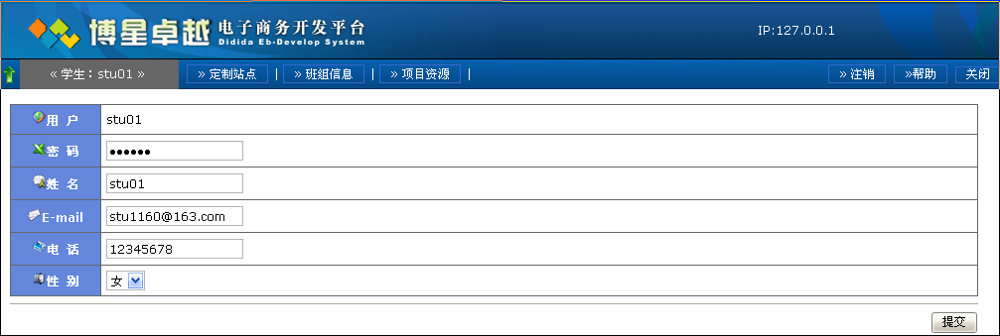 博星卓越 电子商务开发平台
Didida Eb-Develop System
IP:127.0.0.1
« 学生：stu01 » » 定制站点 | » 班组信息 | » 项目资源 | » 注销 »帮助 关闭
用 户 stu01
密 码 ••••••
姓 名 stu01
E-mail stu1160@163.com
电 话 12345678
性 别 女
提交